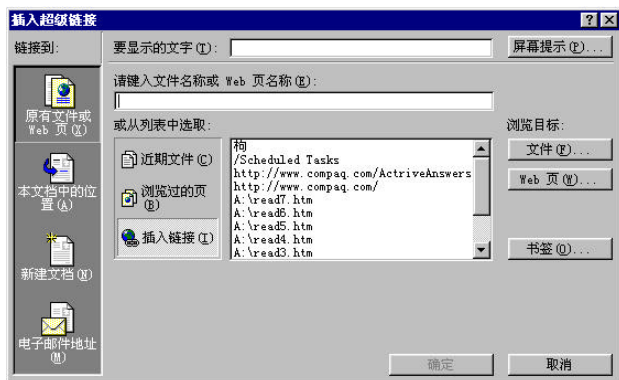 插入超级链接
链接到:
要显示的文字(T):
屏幕提示(P)...
原有文件或
Web 页(X)
本文档中的位
置(A)
新建文档(N)
电子邮件地址
(M)
请键入文件名称或 Web 页名称(E):
或从列表中选取:
近期文件(C)
浏览过的页
(B)
插入链接(I)
/Scheduled Tasks
http://www.compaq.com/ActriveAnswers
http://www.compaq.com/
A:\read7.htm
A:\read6.htm
A:\read5.htm
A:\read4.htm
A:\read3.htm
浏览目标:
文件(F)...
Web 页(W)...
书签(O)...
确定
取消